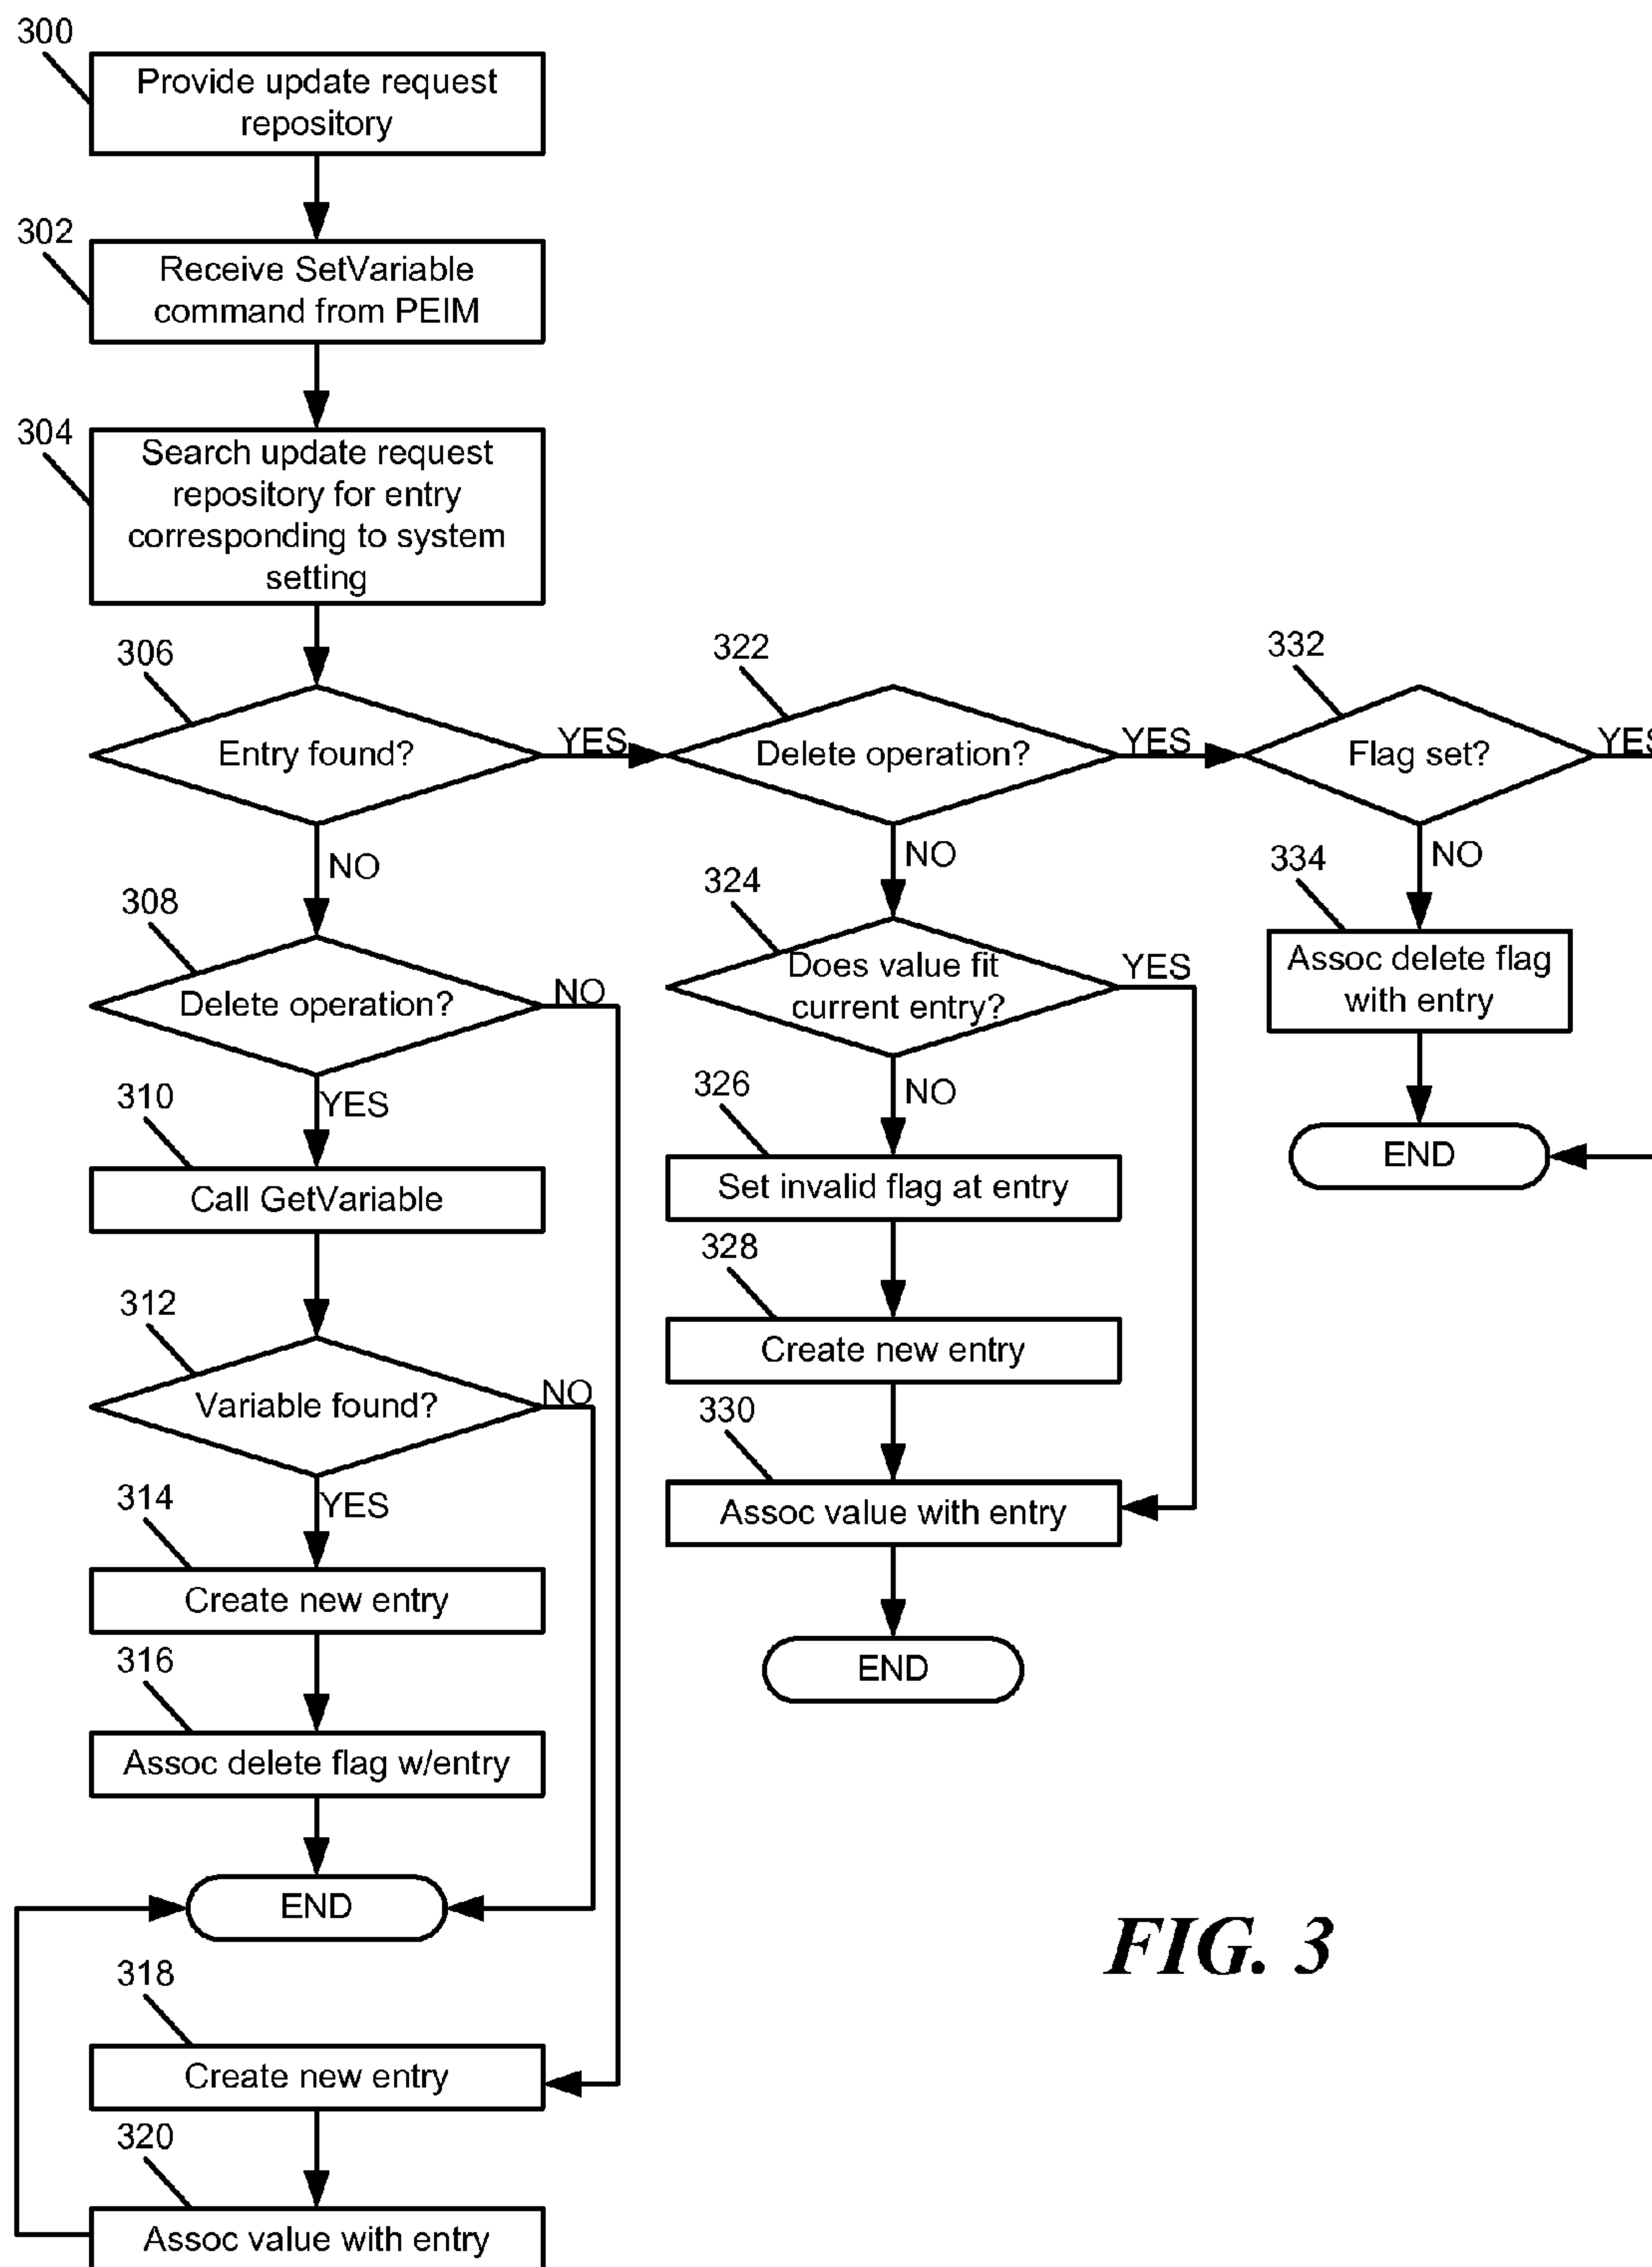 300
Provide update request
repository
302
Receive SetVariable
command from PEIM
304
Search update request
repository for entry
corresponding to system
setting
306
Entry found?
YES
NO
322
Delete operation?
YES
NO
332
Flag set?
YES
NO
334
Assoc delete flag
with entry
END
308
Delete operation?
NO
YES
324
Does value fit
current entry?
YES
NO
310
Call GetVariable
326
Set invalid flag at entry
328
Create new entry
312
Variable found?
NO
YES
330
Assoc value with entry
END
314
Create new entry
316
Assoc delete flag w/entry
END
318
Create new entry
320
Assoc value with entry
FIG. 3